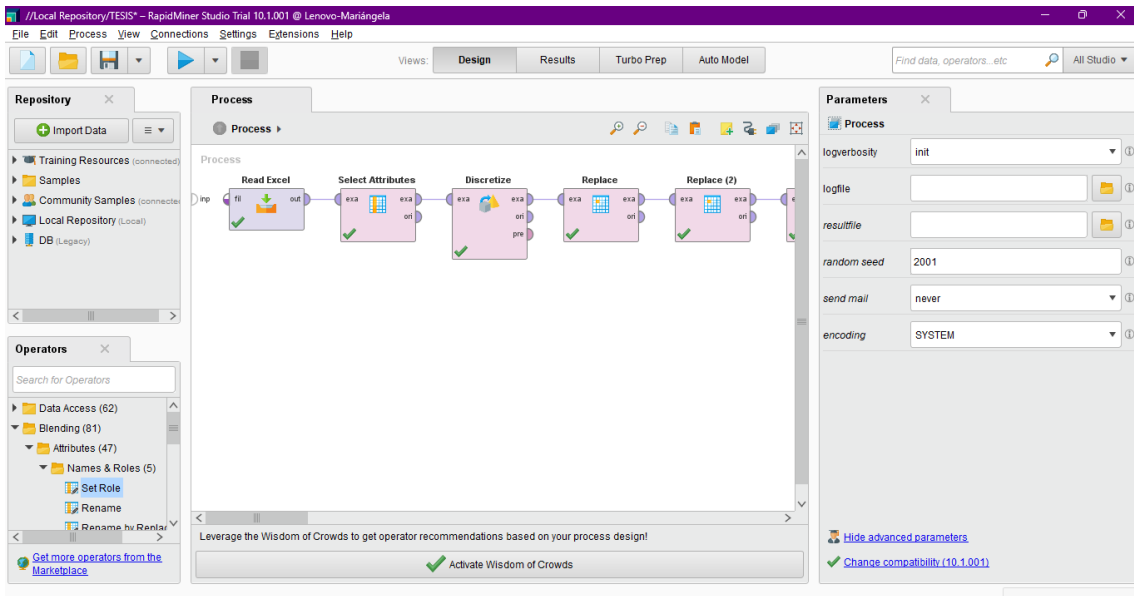 //Local Repository/TESIS* – RapidMiner Studio Trial 10.1.001 @ Lenovo-Mariángela
File Edit Process View Connections Settings Extensions Help
Views: Design Results Turbo Prep Auto Model
Find data, operators...etc
All Studio
Repository
Import Data
Training Resources (connected)
Samples
Community Samples
Local Repository (Local)
DB (Legacy)
Operators
Search for Operators
Data Access (62)
Blending (81)
Attributes (47)
Names & Roles (5)
Set Role
Rename
Get more operators from the
Marketplace
Process
Process
Process
Read Excel Select Attributes Discretize Replace Replace (2)
inp fil out exa exa exa exa exa exa exa exa
ori ori ori ori
pre
Leverage the Wisdom of Crowds to get operator recommendations based on your process design!
Activate Wisdom of Crowds
Parameters
Process
logverbosity init
logfile
resultfile
random seed 2001
send mail never
encoding SYSTEM
Hide advanced parameters
Change compatibility (10.1.001)